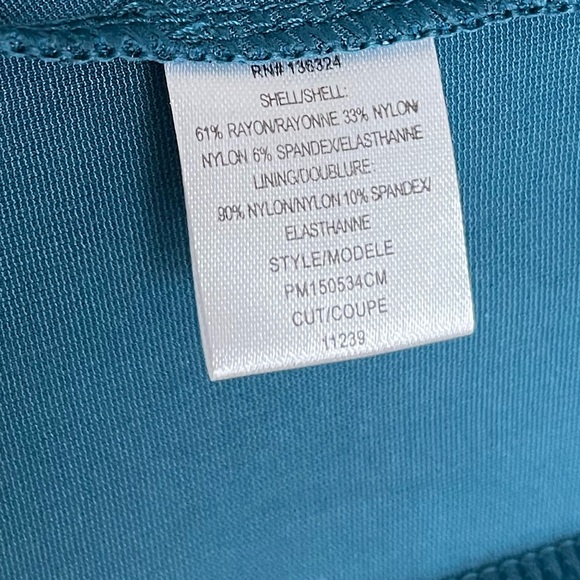 RN# 136324
SHELL/SHELL:
61% RAYON/RAYONNE 33% NYLON/
NYLON 6% SPANDEX/ELASTHANNE
LINING/DOUBLURE:
90% NYLON/NYLON 10% SPANDEX/
ELASTHANNE
STYLE/MODELE
PM150534CM
CUT/COUPE
11239